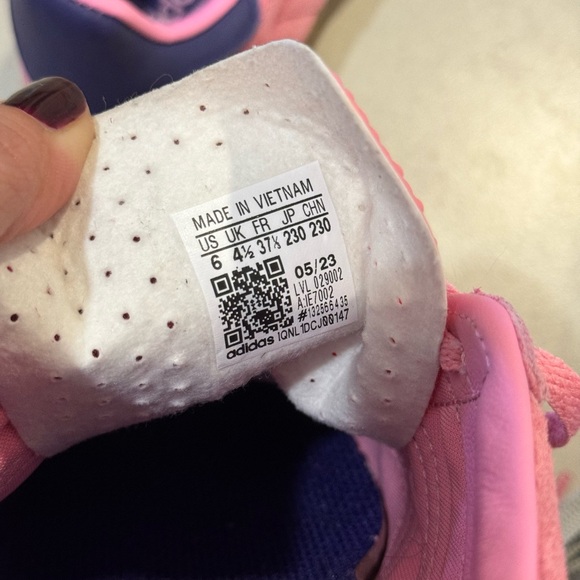 MADE IN VIETNAM
US UK FR JP CHN
6 4½ 37⅓ 230 230
05/23
LVL 029002
A:IE7002
#132566435
adidas IQNL1DCJ00147